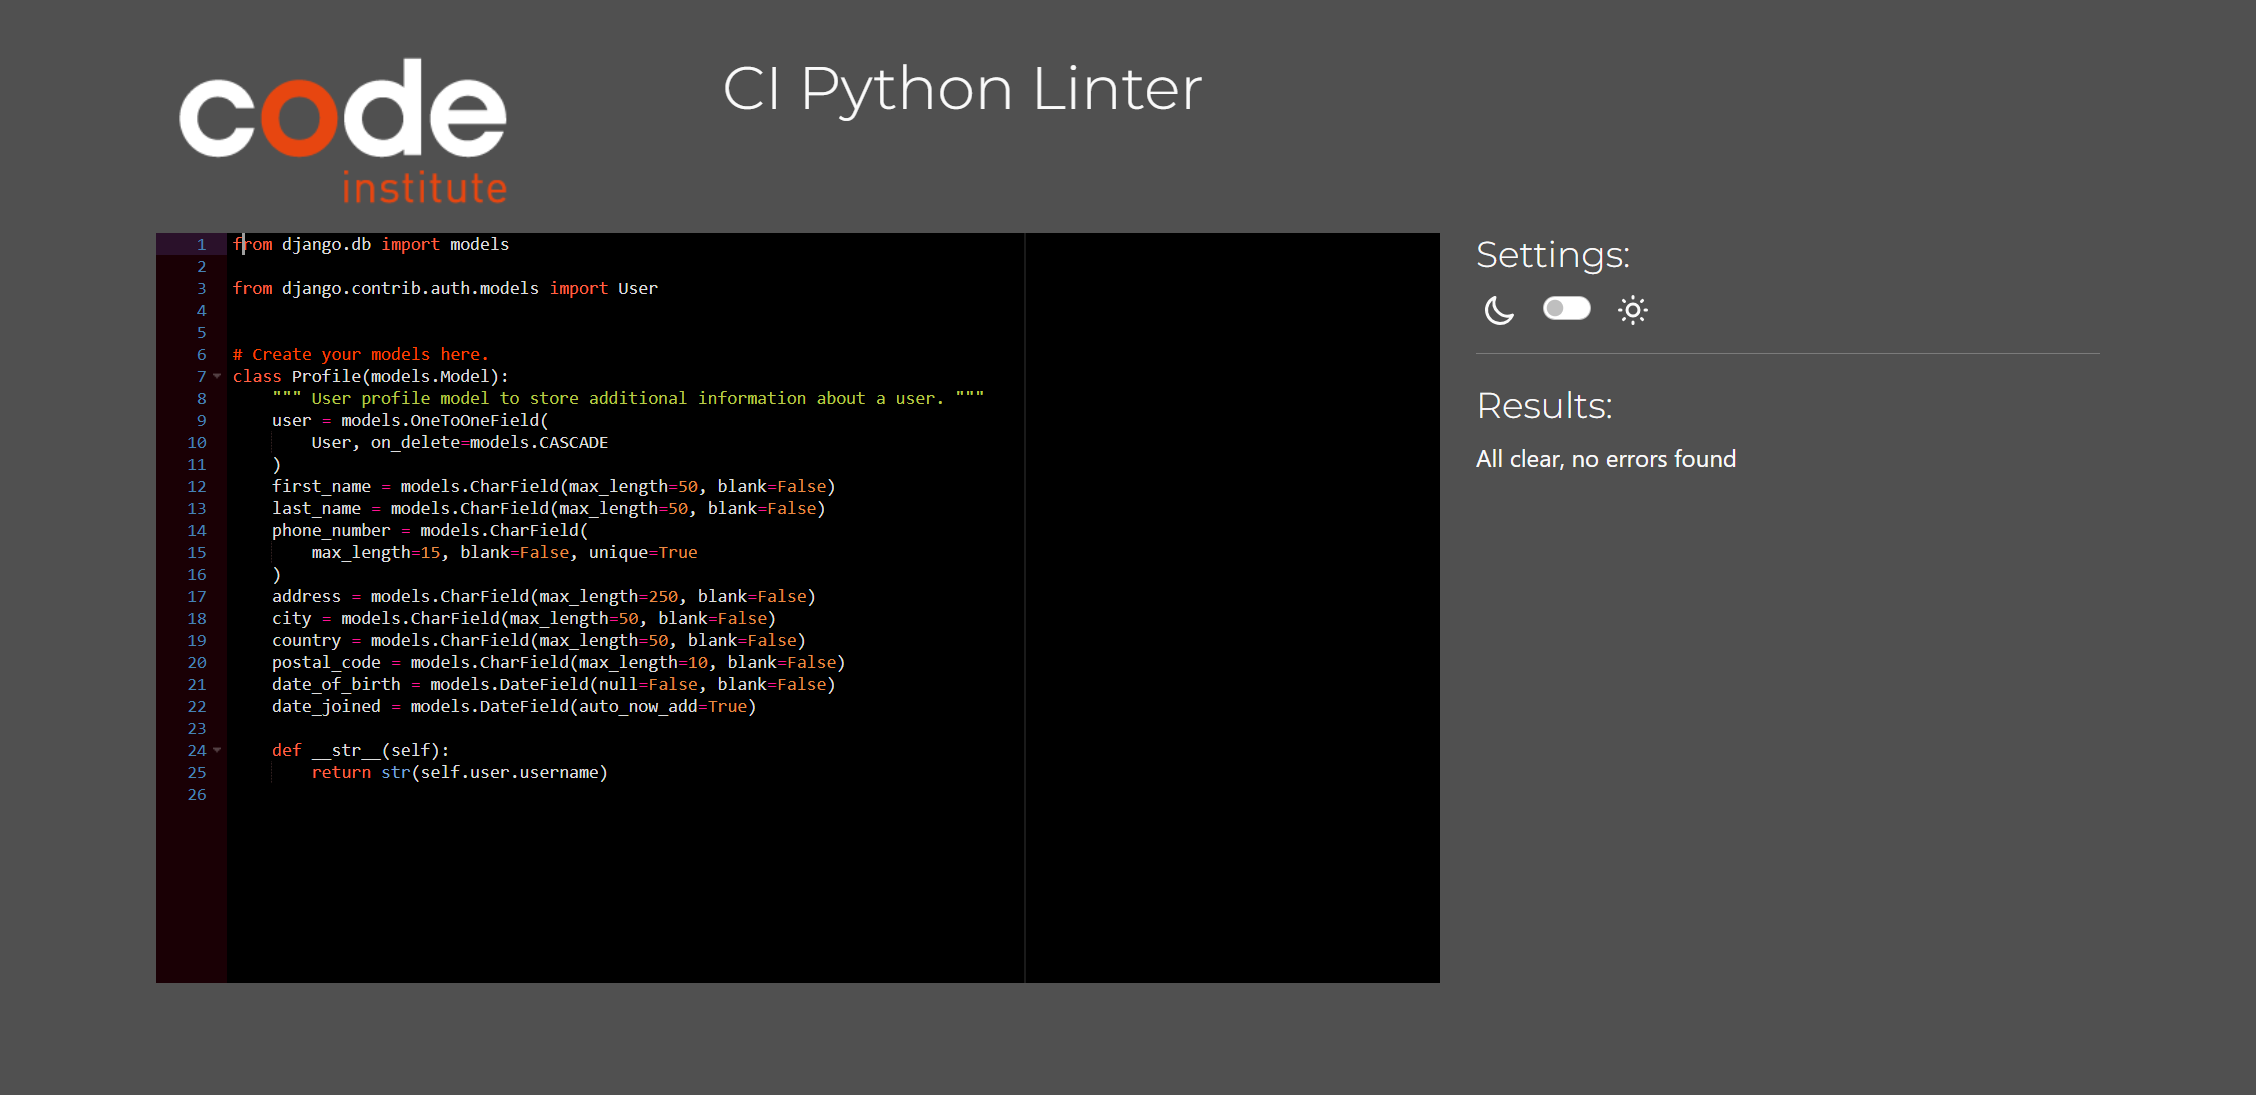 code
institute
CI Python Linter
1 from django.db import models
2
3 from django.contrib.auth.models import User
4
5
6 # Create your models here.
7 class Profile(models.Model):
8     """ User profile model to store additional information about a user. """
9     user = models.OneToOneField(
10         User, on_delete=models.CASCADE
11     )
12     first_name = models.CharField(max_length=50, blank=False)
13     last_name = models.CharField(max_length=50, blank=False)
14     phone_number = models.CharField(
15         max_length=15, blank=False, unique=True
16     )
17     address = models.CharField(max_length=250, blank=False)
18     city = models.CharField(max_length=50, blank=False)
19     country = models.CharField(max_length=50, blank=False)
20     postal_code = models.CharField(max_length=10, blank=False)
21     date_of_birth = models.DateField(null=False, blank=False)
22     date_joined = models.DateField(auto_now_add=True)
23
24     def __str__(self):
25         return str(self.user.username)
26
Settings:
Results:
All clear, no errors found